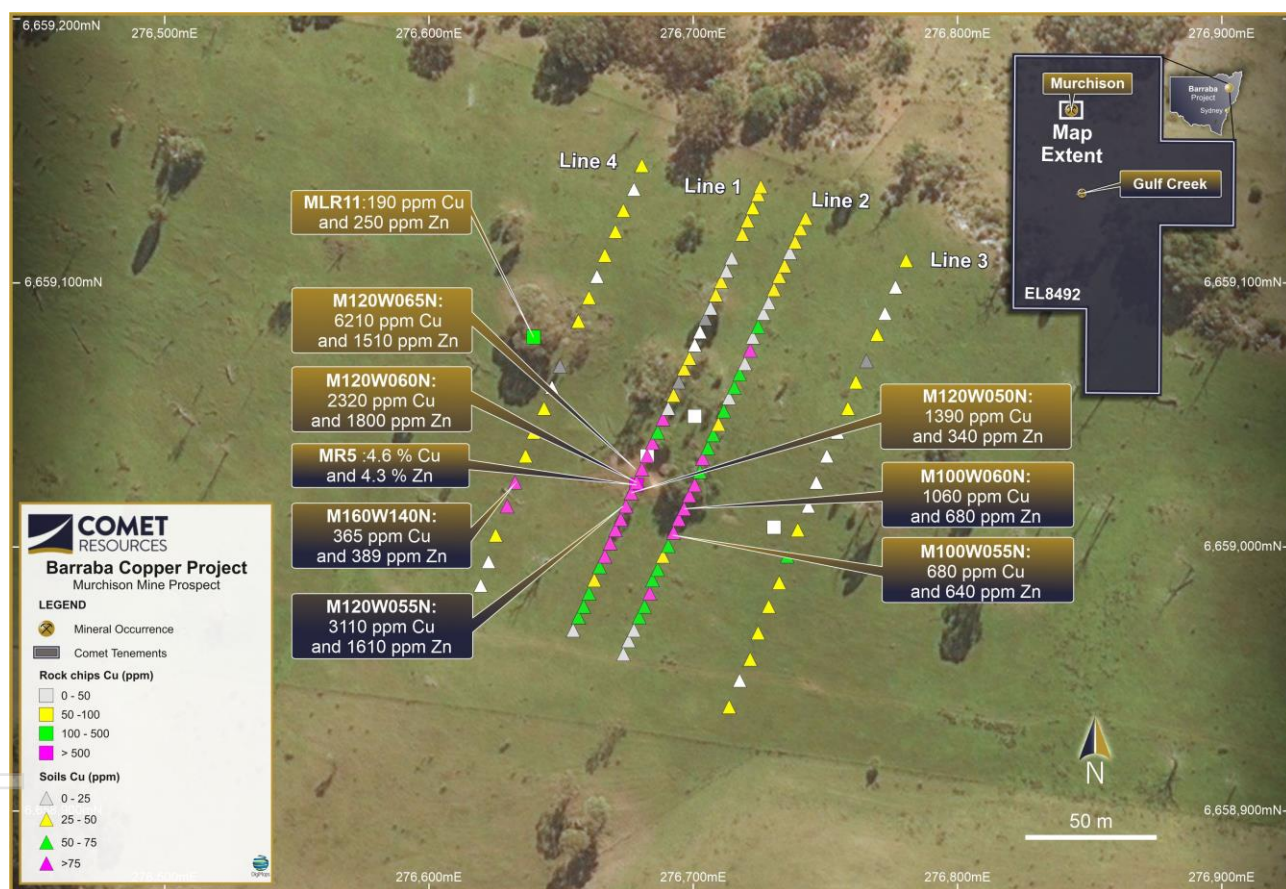 6,659,200mN
276,500mE
276,600mE
276,700mE
276,800mE
276,900mE
Murchison
Barraba
Project
Sydney
Map
Extent
Gulf Creek
EL8492
Line 4
Line 1
Line 2
Line 3
MLR11:190 ppm Cu
and 250 ppm Zn
6,659,100mN
6,659,100mN
M120W065N:
6210 ppm Cu
and 1510 ppm Zn
M120W060N:
2320 ppm Cu
and 1800 ppm Zn
MR5 :4.6 % Cu
and 4.3 % Zn
M160W140N:
365 ppm Cu
and 389 ppm Zn
M120W055N:
3110 ppm Cu
and 1610 ppm Zn
M120W050N:
1390 ppm Cu
and 340 ppm Zn
M100W060N:
1060 ppm Cu
and 680 ppm Zn
M100W055N:
680 ppm Cu
and 640 ppm Zn
6,659,000mN
COMET
RESOURCES
Barraba Copper Project
Murchison Mine Prospect
LEGEND
Mineral Occurrence
Comet Tenements
Rock chips Cu (ppm)
0 - 50
50 -100
100 - 500
> 500
Soils Cu (ppm)
0 - 25
25 - 50
50 - 75
>75
N
50 m
6,658,900mN
276,600mE
276,700mE
276,800mE
276,900mE